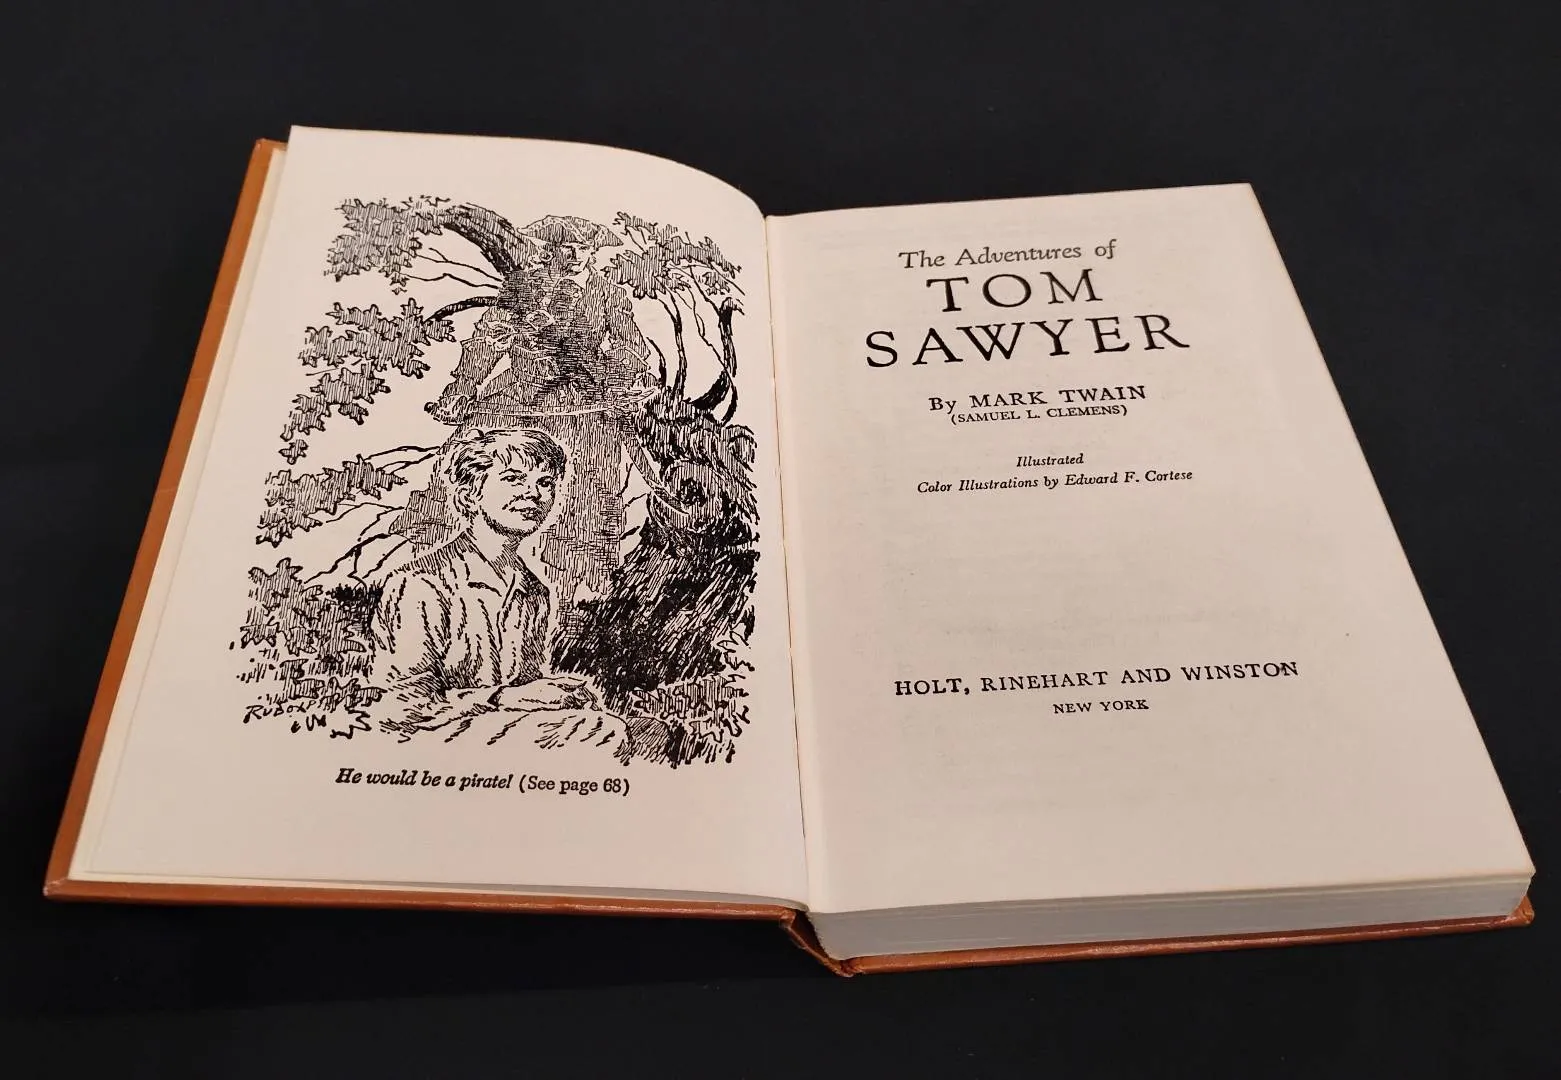 RUDOLPH
He would be a pirate! (See page 68)
The Adventures of
TOM
SAWYER
By MARK TWAIN
(SAMUEL L. CLEMENS)
Illustrated
Color Illustrations by Edward F. Cortese
HOLT, RINEHART AND WINSTON
NEW YORK